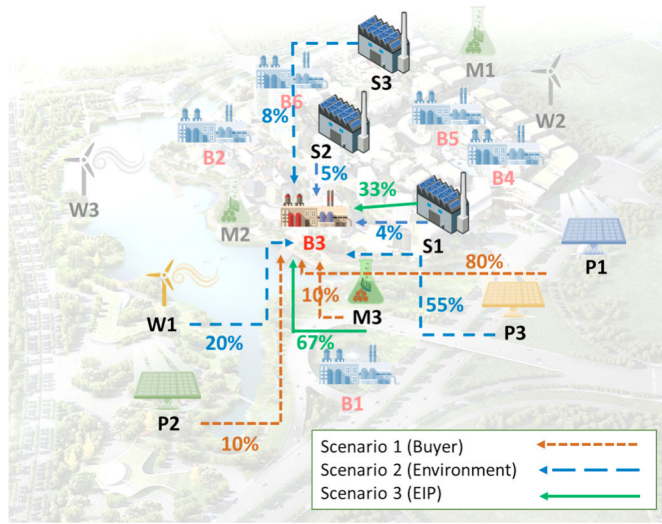 S3
M1
B6
W2
8%
B5
B2
S2
B4
5%
33%
W3
M2
S1
B3
4%
P1
80%
10%
M3
55%
W1
P3
20%
67%
B1
P2
10%
Scenario 1 (Buyer)
Scenario 2 (Environment)
Scenario 3 (EIP)